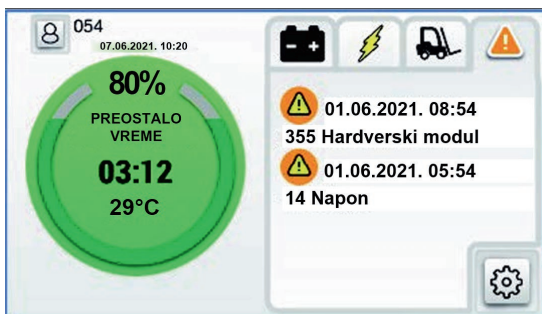 054
07.06.2021. 10:20
80%
PREOSTALO
VREME
03:12
29°C
01.06.2021. 08:54
355 Hardverski modul
01.06.2021. 05:54
14 Napon